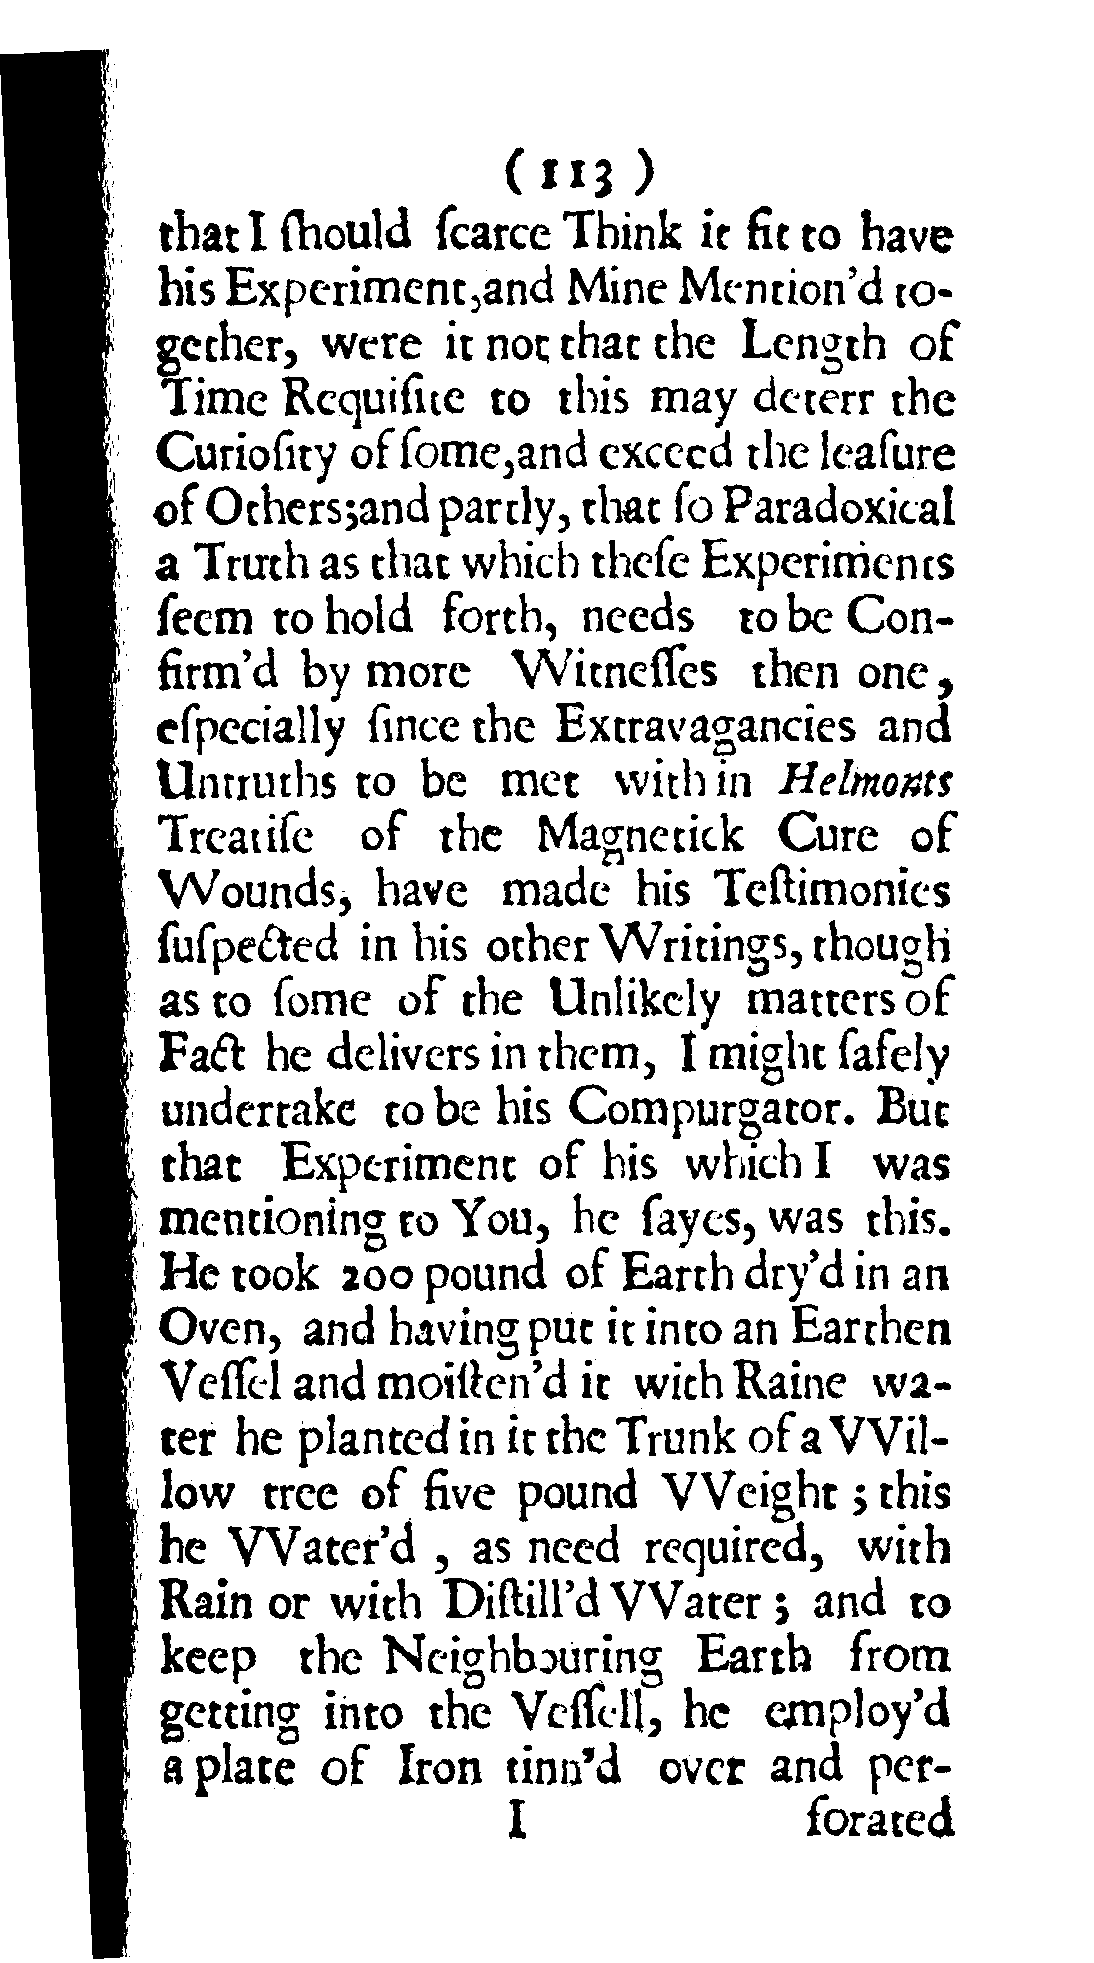 ( 113 )
that I ſhould ſcarce Think it fit to have
his Experiment,and Mine Mention'd to-
gether, were it not that the Length of
Time Requiſite to this may deterr the
Curioſity of ſome,and exceed the leaſure
of Others;and partly, that ſo Paradoxical
a Truth as that which theſe Experiments
ſeem to hold forth, needs to be Con-
firm'd by more Witneſſes then one,
eſpecially ſince the Extravagancies and
Untruths to be met with in Helmonts
Treatiſe of the Magnetick Cure of
Wounds, have made his Teſtimonies
ſuſpected in his other Writings, though
as to ſome of the Unlikely matters of
Fact he delivers in them, I might ſafely
undertake to be his Compurgator. But
that Experiment of his which I was
mentioning to You, he ſayes, was this.
He took 200 pound of Earth dry'd in an
Oven, and having put it into an Earthen
Veſſel and moiſten'd it with Raine wa-
ter he planted in it the Trunk of a VVil-
low tree of five pound VVeight ; this
he VVater'd , as need required, with
Rain or with Diſtill'd VVater ; and to
keep the Neighbouring Earth from
getting into the Veſſell, he employ'd
a plate of Iron tinn'd over and per-
I forated